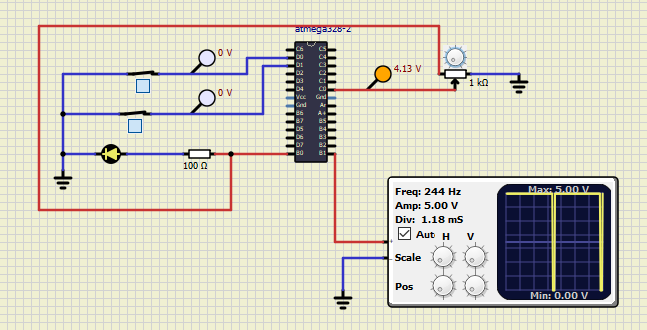 atmega328-2
0 V
0 V
4.13 V
1 kΩ
100 Ω
C6 C5
D0 C4
D1 C3
D2 C2
D3 C1
D4 C0
Vcc Gnd
Gnd Ar
B6 A+
B7 B5
D5 B4
D6 B3
D7 B2
B0 B1
Freq: 244 Hz
Amp: 5.00 V
Div: 1.18 mS
Aut H V
Scale
Pos
Max: 5.00 V
Min: 0.00 V